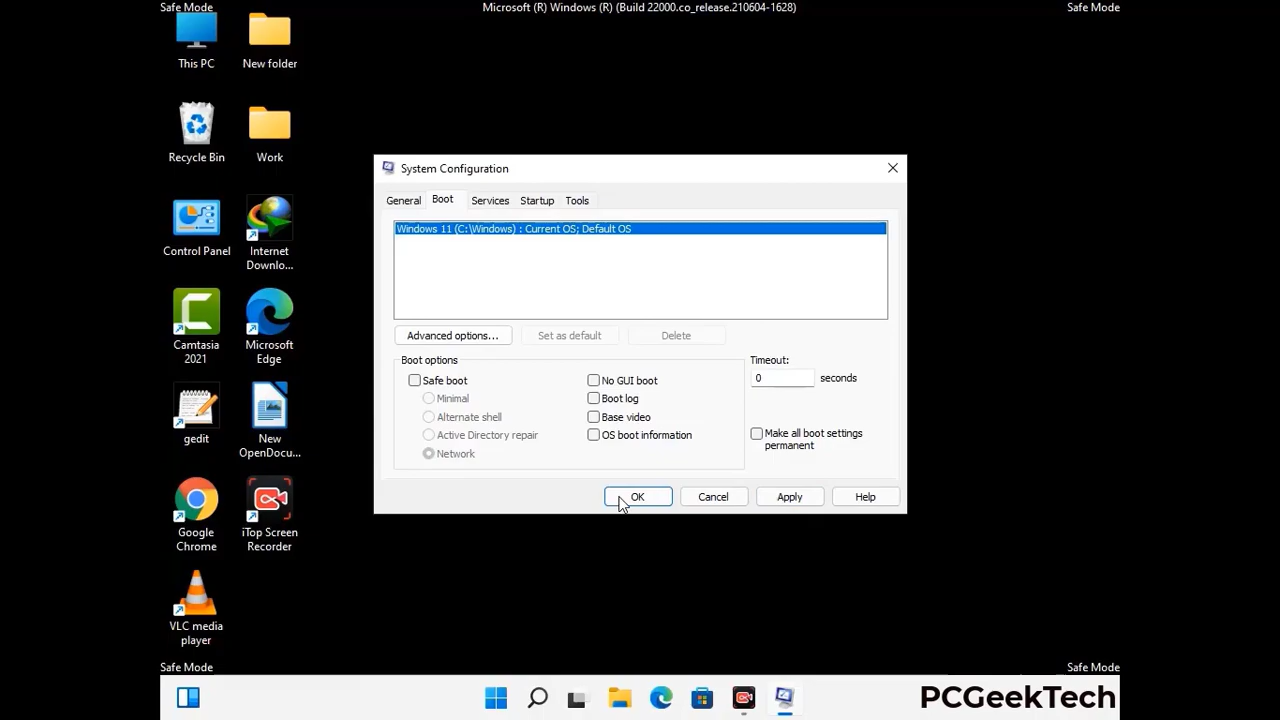 Safe Mode
Microsoft (R) Windows (R) (Build 22000.co_release.210604-1628)
Safe Mode
This PC
New folder
Recycle Bin
Work
Control Panel
Internet
Downlo...
Camtasia
2021
Microsoft
Edge
gedit
New
OpenDocu...
Google
Chrome
iTop Screen
Recorder
VLC media
player
System Configuration
General
Boot
Services
Startup
Tools
Windows 11 (C:\Windows) : Current OS; Default OS
Advanced options...
Set as default
Delete
Boot options
Safe boot
Minimal
Alternate shell
Active Directory repair
Network
No GUI boot
Boot log
Base video
OS boot information
Timeout:
0 seconds
Make all boot settings
permanent
OK
Cancel
Apply
Help
Safe Mode
Safe Mode
PCGeekTech